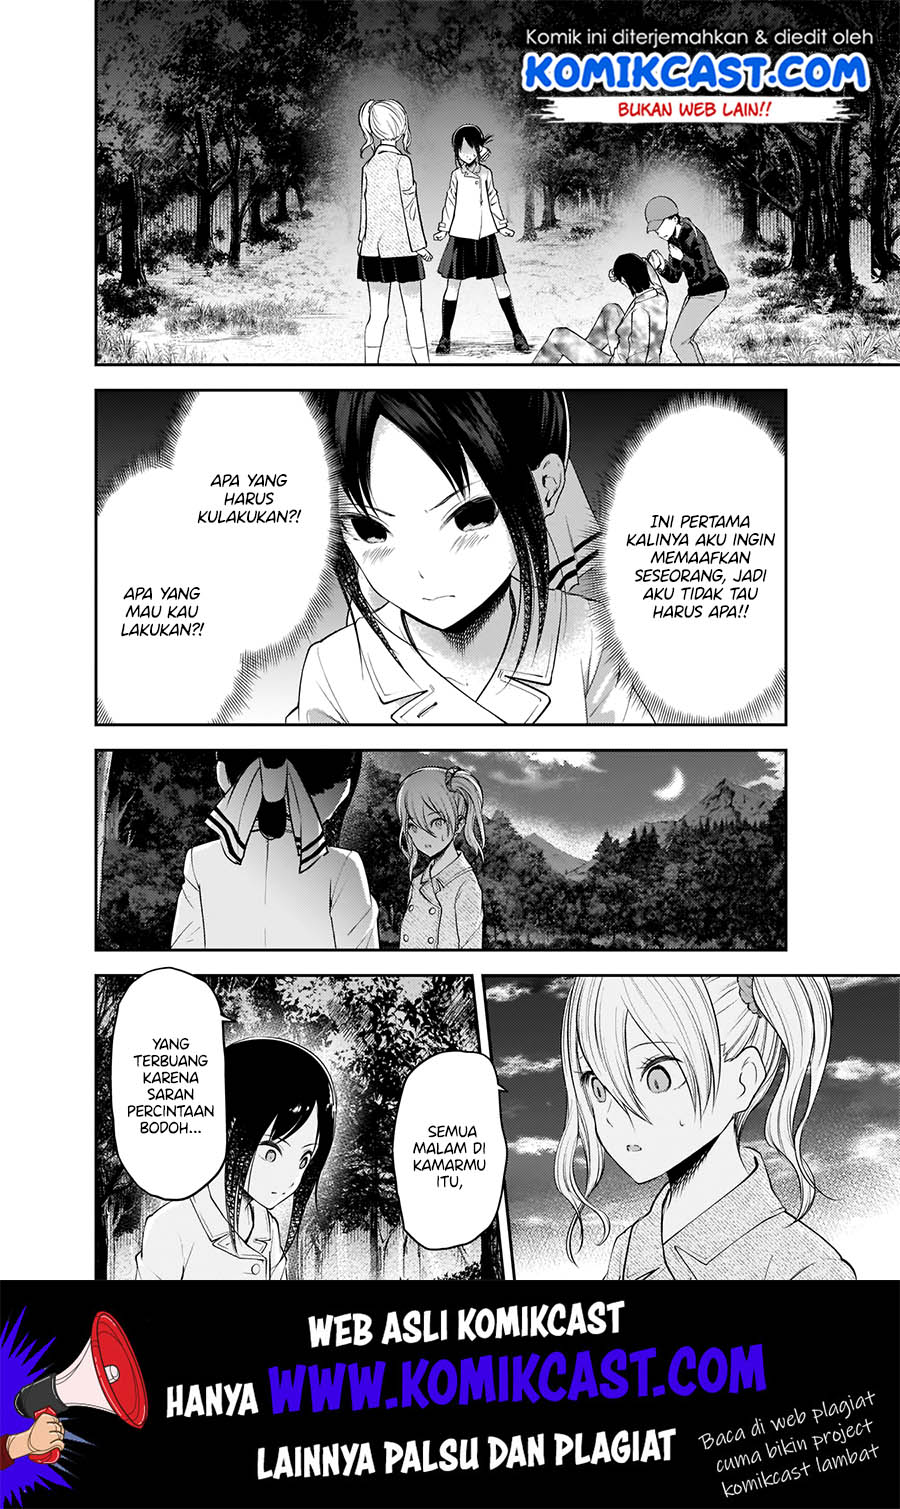 Komik ini diterjemahkan & diedit oleh
KOMIKCAST.COM
BUKAN WEB LAIN!!
INI PERTAMA
KALINYA AKU INGIN
MEMAAFKAN
SESEORANG, JADI
AKU TIDAK TAU
HARUS APA!!
APA YANG
HARUS
KULAKUKAN?!
APA YANG
MAU KAU
LAKUKAN?!
SEMUA
MALAM DI
KAMARMU
ITU,
YANG
TERBUANG
KARENA
SARAN
PERCINTAAN
BODOH...
WEB ASLI KOMIKCAST
HANYA WWW.KOMIKCAST.COM
LAINNYA PALSU DAN PLAGIAT
Baca di web plagiat
cuma bikin project
komikcast lambat